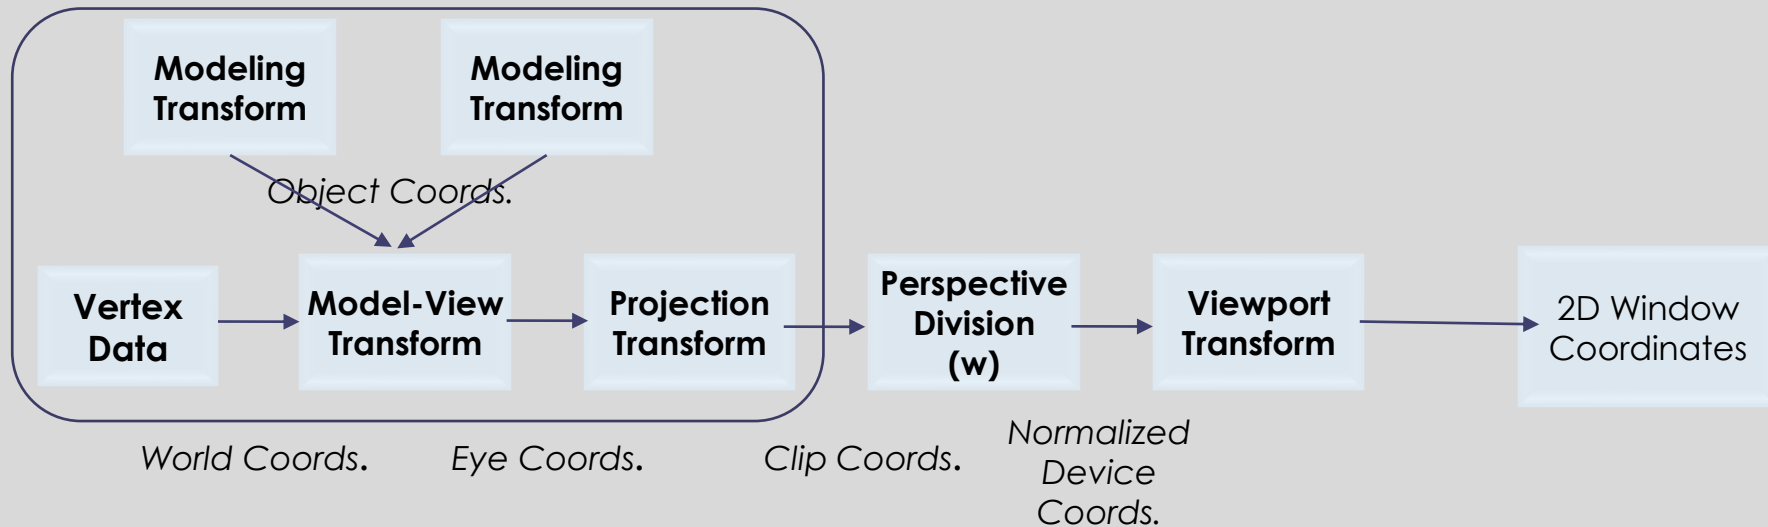 Modeling
Transform
Modeling
Transform
Object Coords.
Vertex
Data
Model-View
Transform
Projection
Transform
Perspective
Division
(w)
Viewport
Transform
2D Window
Coordinates
World Coords.
Eye Coords.
Clip Coords.
Normalized
Device
Coords.